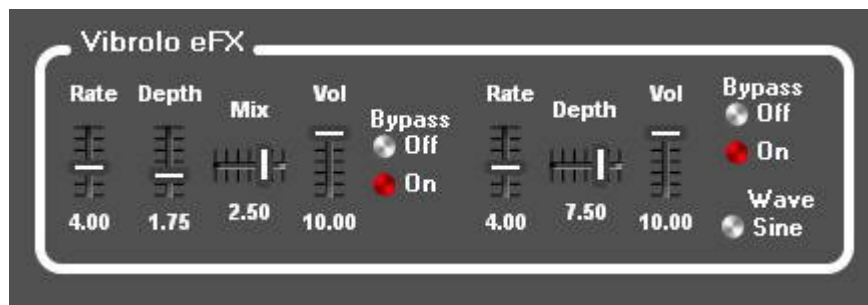 Vibrolo eFX
Rate Depth Mix Vol
Bypass
Off
On
4.00 1.75 2.50 10.00
Rate Depth Vol
Bypass
Off
On
Wave
Sine
4.00 7.50 10.00